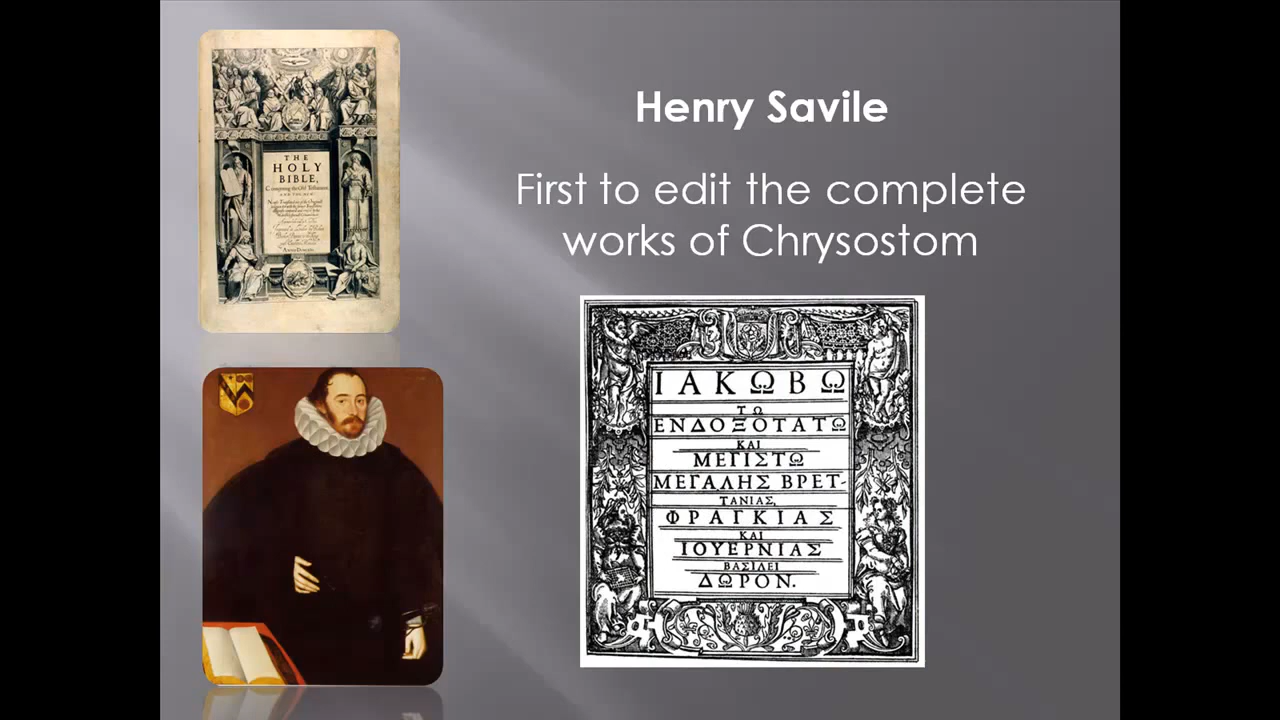 THE
HOLY
BIBLE,
Henry Savile
First to edit the complete
works of Chrysostom
ΙΑΚΩΒΩ
ΤΩ
ΕΝΔΟΞΟΤΑΤΩ
ΚΑΙ
ΜΕΓΙΣΤΩ
ΜΕΓΑΛΗΣ ΒΡΕΤ-
ΤΑΝΙΑΣ,
ΦΡΑΓΚΙΑΣ
ΚΑΙ
ΙΟΥΕΡΝΙΑΣ
ΒΑΣΙΛΕΙ
ΔΩΡΟΝ.